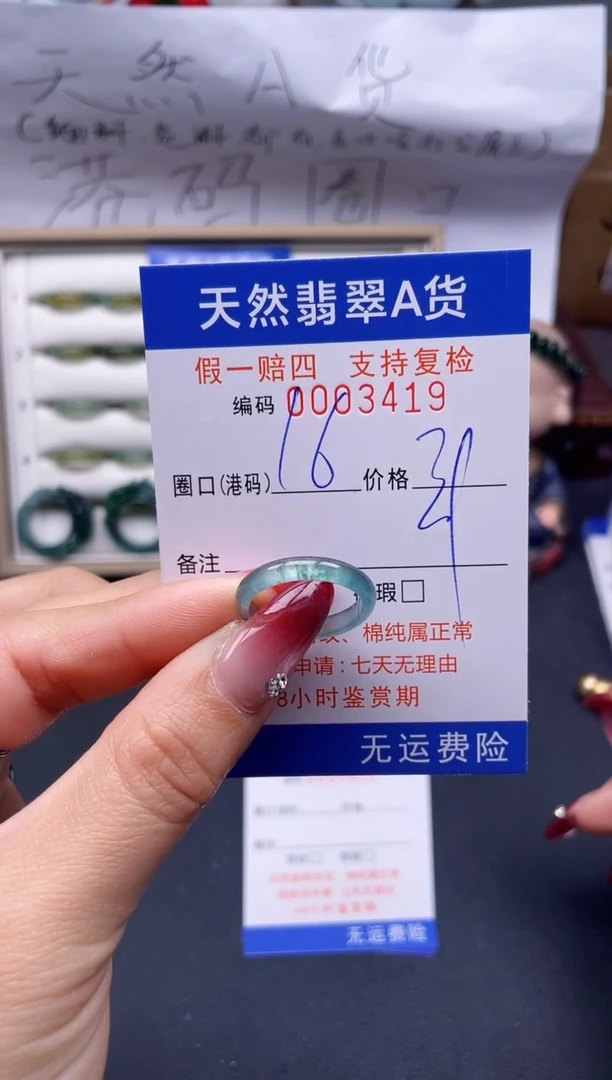 天然A货
港码圈口
天然翡翠A货
假一赔四 支持复检
编码 0003419
圈口(港码) 16 价格
备注
瑕□
、棉纯属正常
申请:七天无理由
8小时鉴赏期
无运费险
无运费险